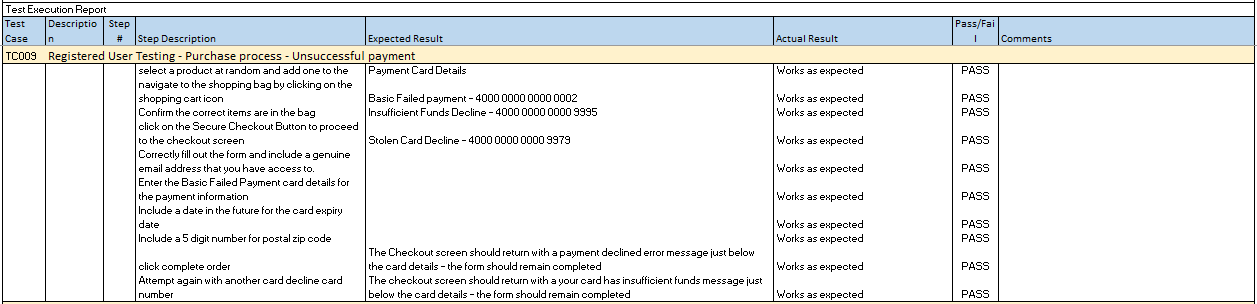 Test Execution Report
Test Descriptio Step Pass/Fai
Case n # Step Description Expected Result Actual Result l Comments
TC009 Registered User Testing - Purchase process - Unsuccessful payment
select a product at random and add one to the Payment Card Details Works as expected PASS
navigate to the shopping bag by clicking on the
shopping cart icon Basic Failed payment – 4000 0000 0000 0002 Works as expected PASS
Confirm the correct items are in the bag Insufficient Funds Decline – 4000 0000 0000 9995 Works as expected PASS
click on the Secure Checkout Button to proceed
to the checkout screen Stolen Card Decline – 4000 0000 0000 9979 Works as expected PASS
Correctly fill out the form and include a genuine
email address that you have access to. Works as expected PASS
Enter the Basic Failed Payment card details for
the payment information Works as expected PASS
Include a date in the future for the card expiry
date Works as expected PASS
Include a 5 digit number for postal zip code Works as expected PASS
The Checkout screen should return with a payment declined error message just below
click complete order the card details – the form should remain completed Works as expected PASS
Attempt again with another card decline card The checkout screen should return with a your card has insufficient funds message just
number below the card details – the form should remain completed Works as expected PASS